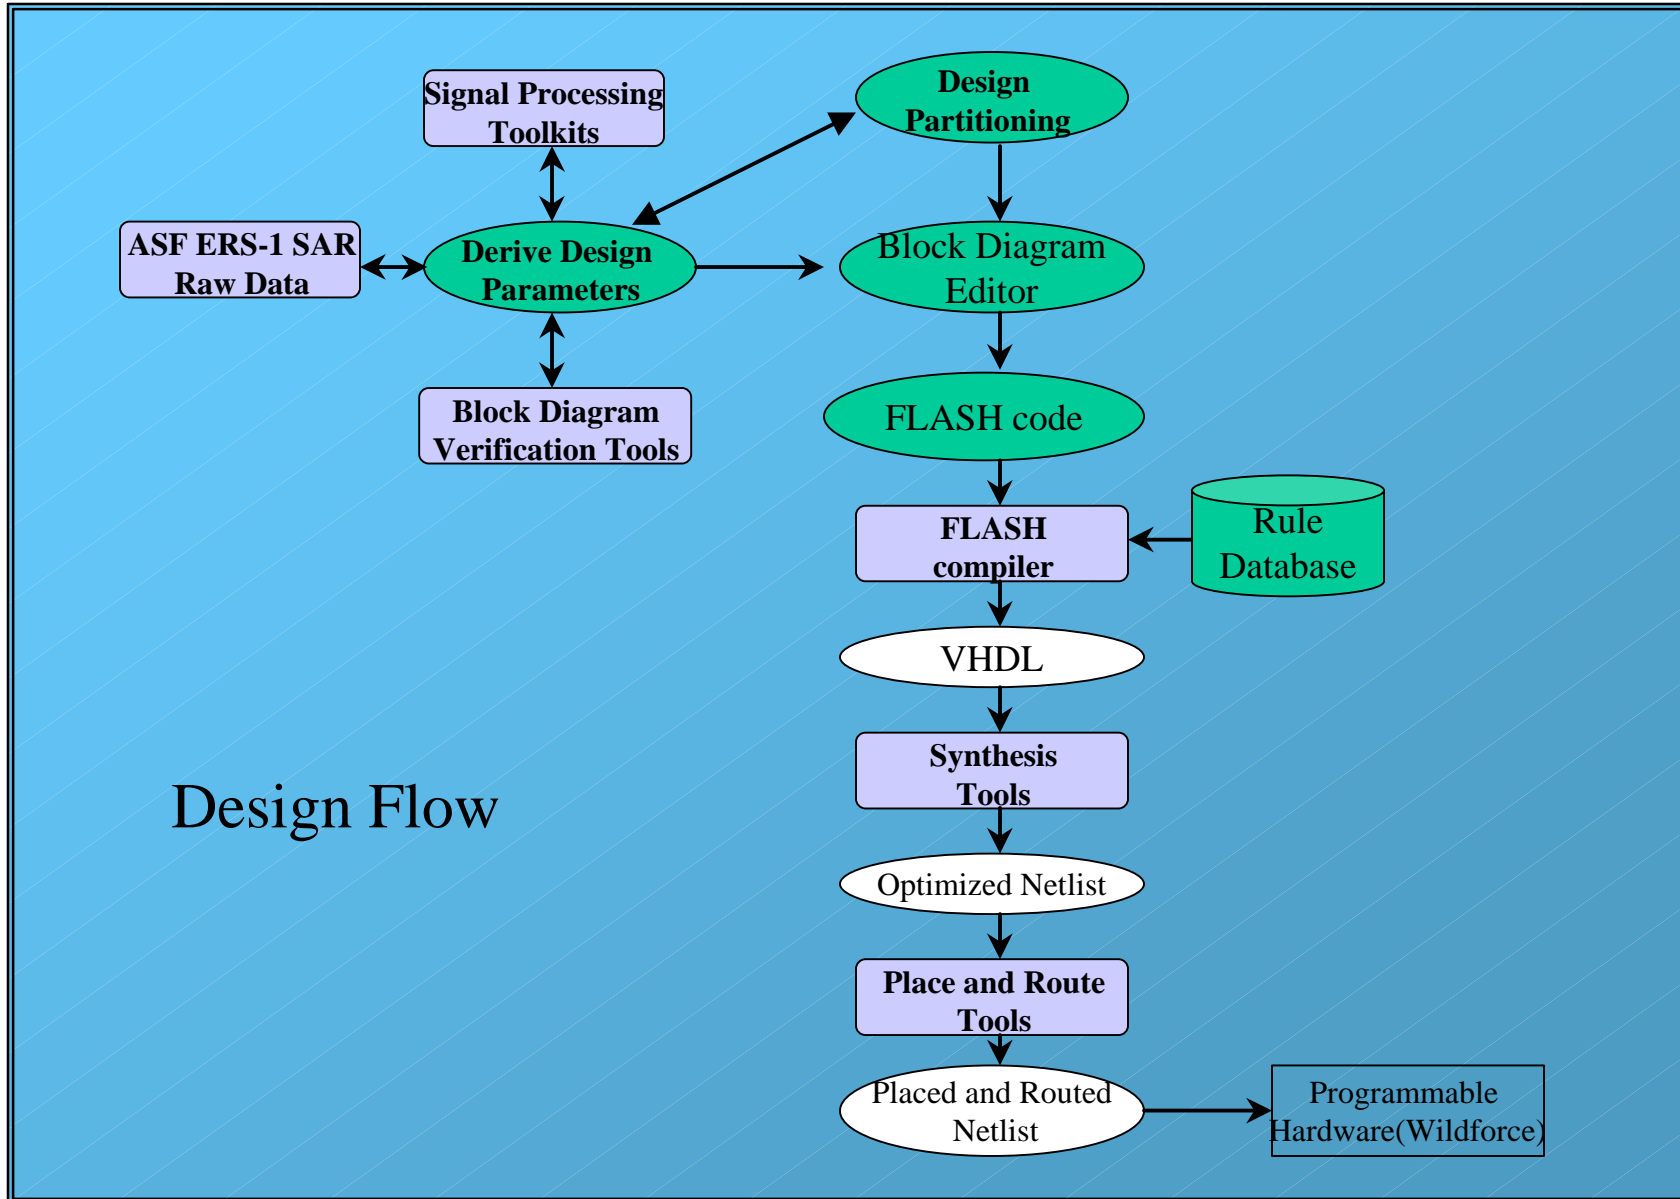 Signal Processing
Toolkits
Design
Partitioning
ASF ERS-1 SAR
Raw Data
Derive Design
Parameters
Block Diagram
Editor
Block Diagram
Verification Tools
FLASH code
FLASH
compiler
Rule
Database
VHDL
Synthesis
Tools
Design Flow
Optimized Netlist
Place and Route
Tools
Placed and Routed
Netlist
Programmable
Hardware(Wildforce)